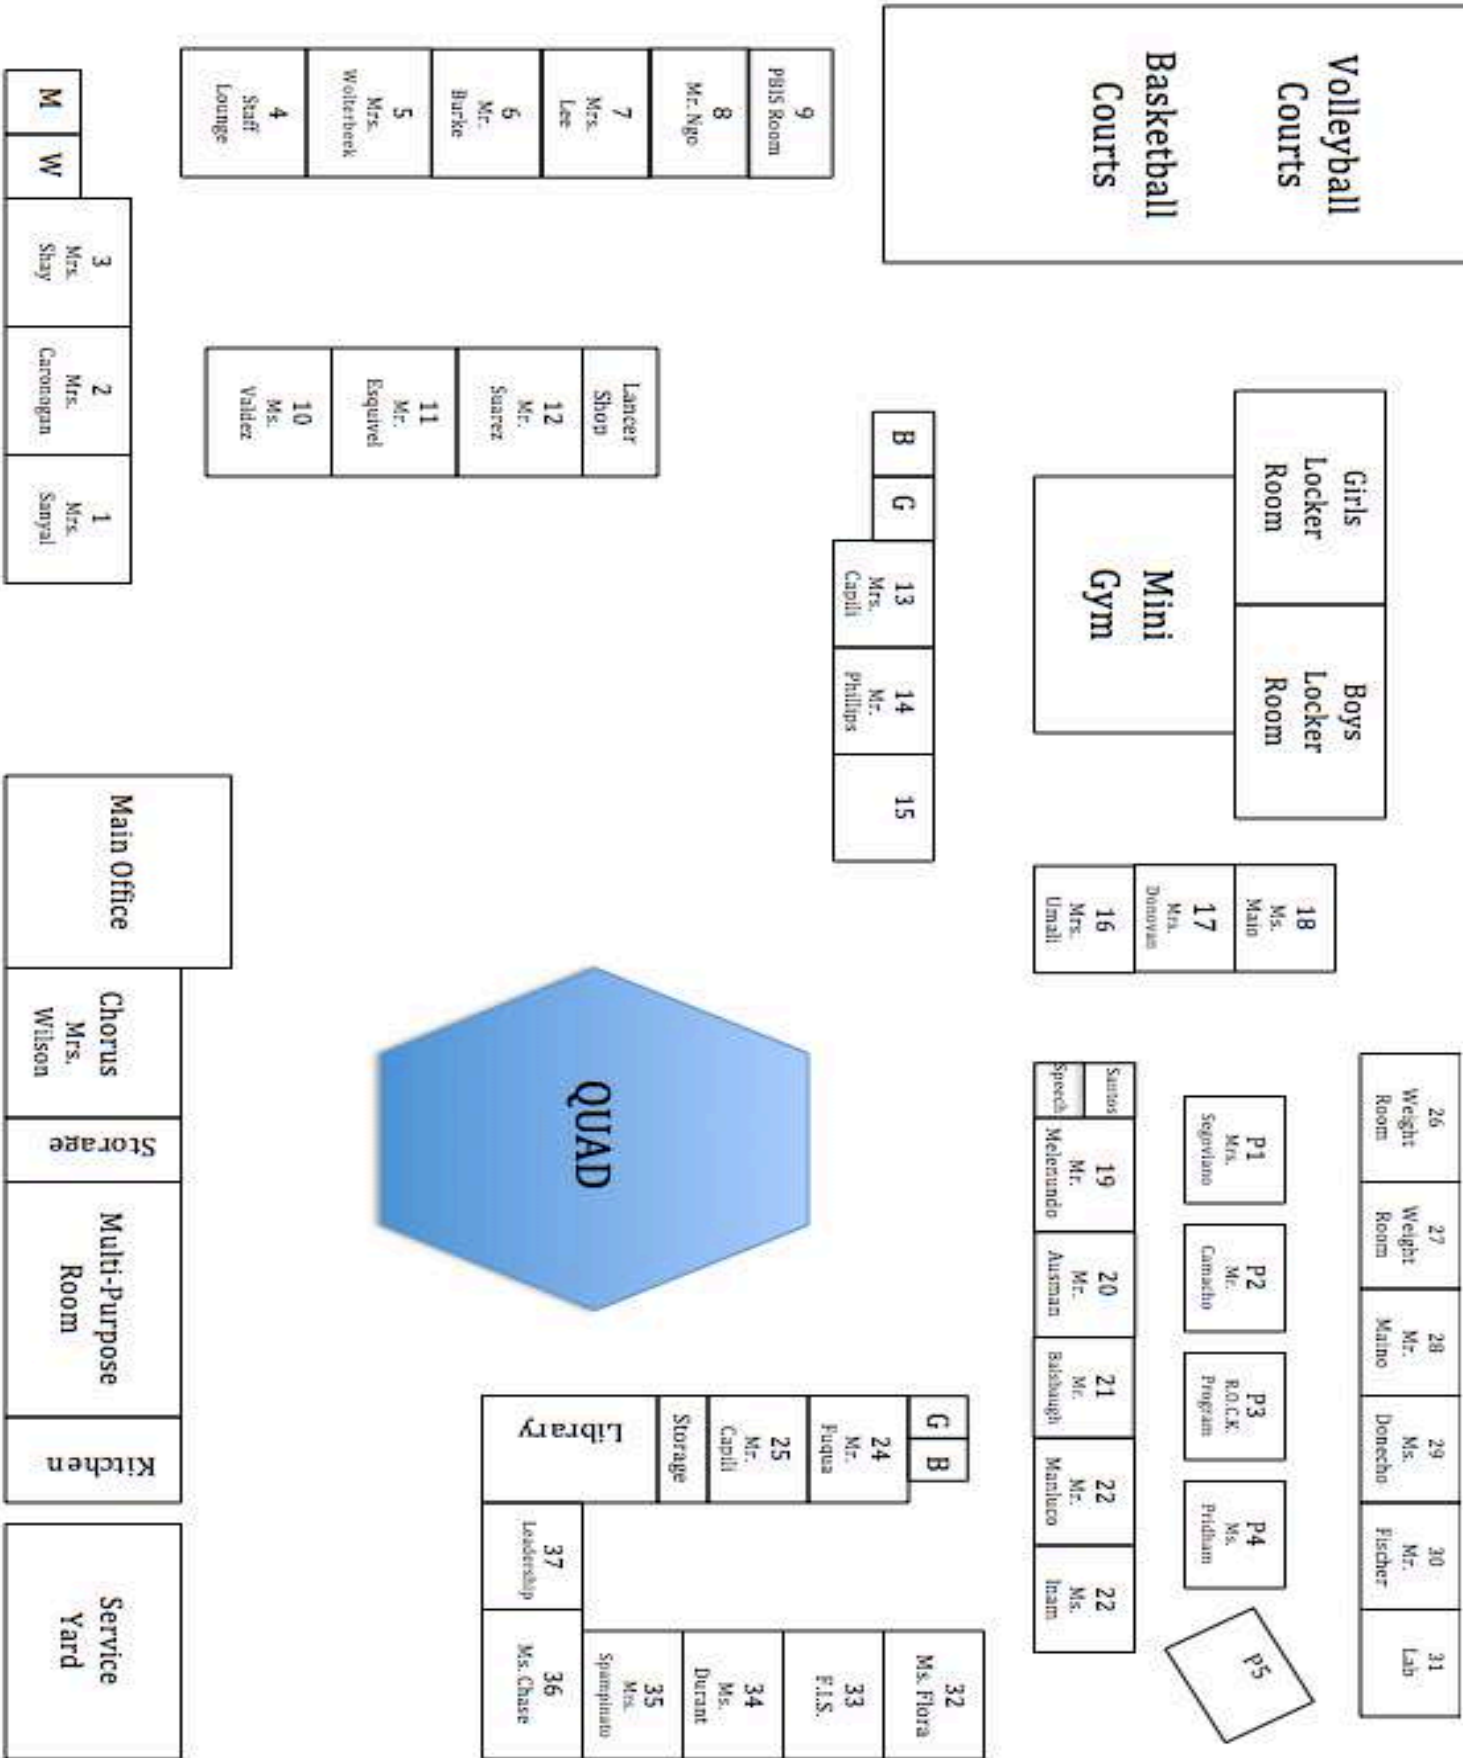 Volleyball
Courts
Basketball
Courts
9
PBIS Room
8
Mr. Ngo
7
Mrs.
Lee
6
Mr.
Burke
5
Mrs.
Wolterbeek
4
Staff
Lounge
M
W
3
Mrs.
Shay
2
Mrs.
Caronogan
1
Mrs.
Sanyal
Lancer
Shop
12
Mr.
Suarez
11
Mr.
Esquivel
10
Ms.
Valdez
B
G
13
Mrs.
Capili
14
Mr.
Phillips
15
Girls
Locker
Room
Boys
Locker
Room
Mini
Gym
18
Ms.
Maio
17
Mrs.
Donovan
16
Mrs.
Umali
Main Office
Chorus
Mrs.
Wilson
Storage
Multi-Purpose
Room
Kitchen
Service
Yard
QUAD
Santos
Speech
19
Mr.
Melemundo
20
Mr.
Ausman
21
Mr.
Balsbaugh
22
Mr.
Manluco
22
Ms.
Inam
P1
Mrs.
Segoviano
P2
Mr.
Camacho
P3
R.O.C.K.
Program
P4
Ms.
Pridham
P5
26
Weight
Room
27
Weight
Room
28
Mr.
Maino
29
Ms.
Donecho
30
Mr.
Fischer
31
Lab
G
B
24
Mr.
Fuqua
25
Mr.
Capili
Storage
Library
37
Leadership
36
Ms. Chase
35
Mrs.
Spampinato
34
Ms.
Durant
33
F.I.S.
32
Ms. Flora